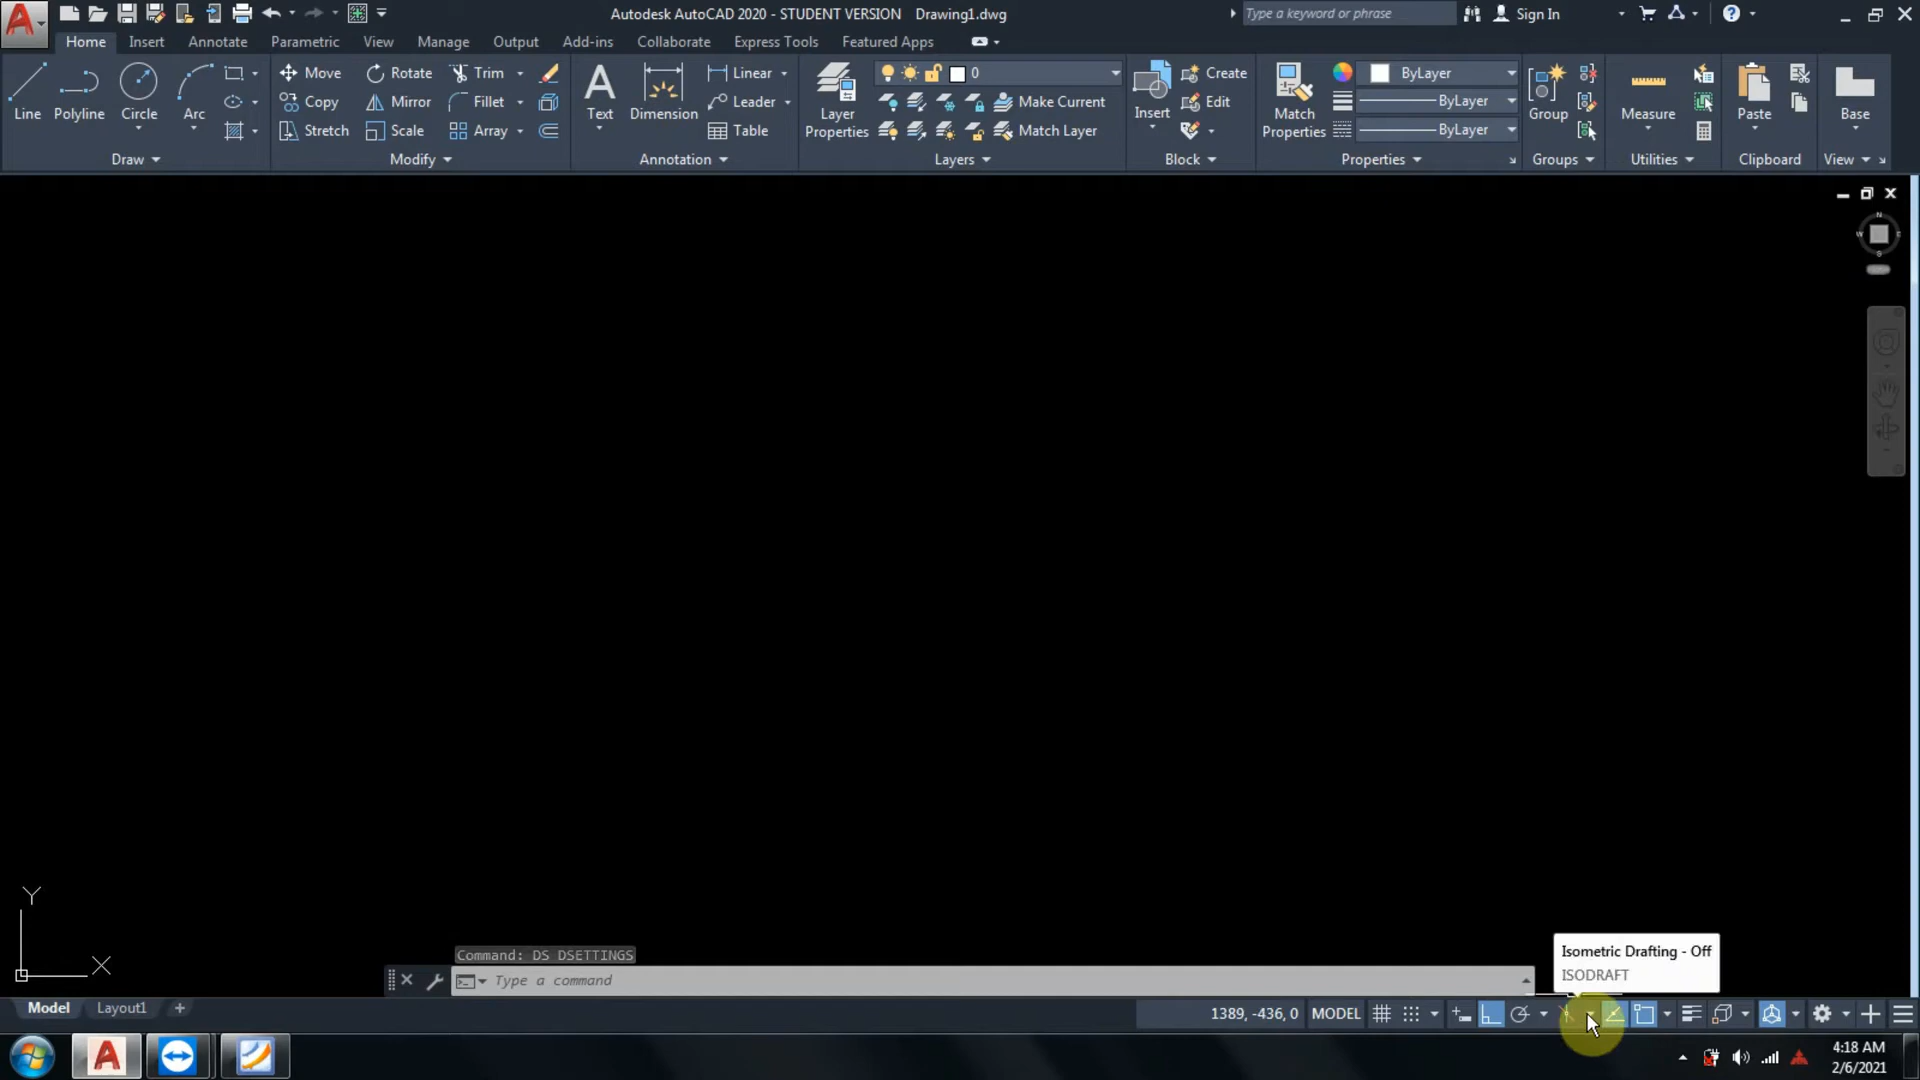 Autodesk AutoCAD 2020 - STUDENT VERSION Drawing1.dwg
Type a keyword or phrase
Sign In
Home Insert Annotate Parametric View Manage Output Add-ins Collaborate Express Tools Featured Apps
Line Polyline Circle Arc
Move Rotate Trim
Copy Mirror Fillet
Stretch Scale Array
Text Dimension
Linear
Leader
Table
Layer
Properties
0
Make Current
Match Layer
Insert
Create
Edit
Match
Properties
ByLayer
ByLayer
ByLayer
Group
Measure
Paste
Base
Draw Modify Annotation Layers Block Properties Groups Utilities Clipboard View
N
W
S
Y
X
Command: DS DSETTINGS
Type a command
Isometric Drafting - Off
ISODRAFT
Model Layout1
1389, -436, 0 MODEL
4:18 AM
2/6/2021